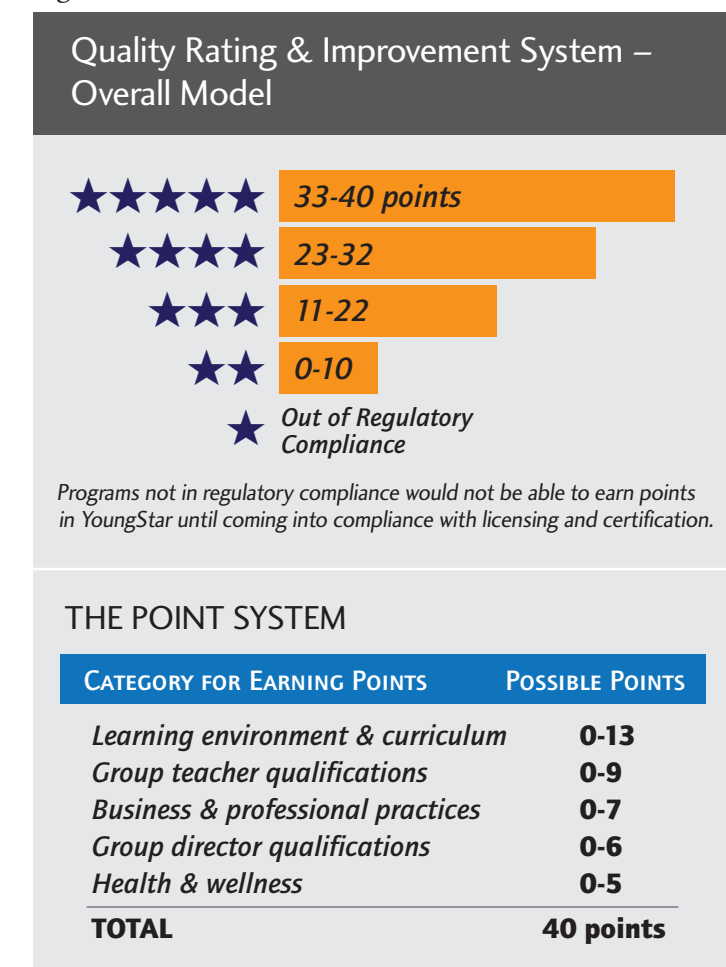 Quality Rating & Improvement System –
Overall Model
33-40 points
23-32
11-22
0-10
Out of Regulatory
Compliance
Programs not in regulatory compliance would not be able to earn points
in YoungStar until coming into compliance with licensing and certification.
THE POINT SYSTEM
CATEGORY FOR EARNING POINTS POSSIBLE POINTS
Learning environment & curriculum 0-13
Group teacher qualifications 0-9
Business & professional practices 0-7
Group director qualifications 0-6
Health & wellness 0-5
TOTAL 40 points